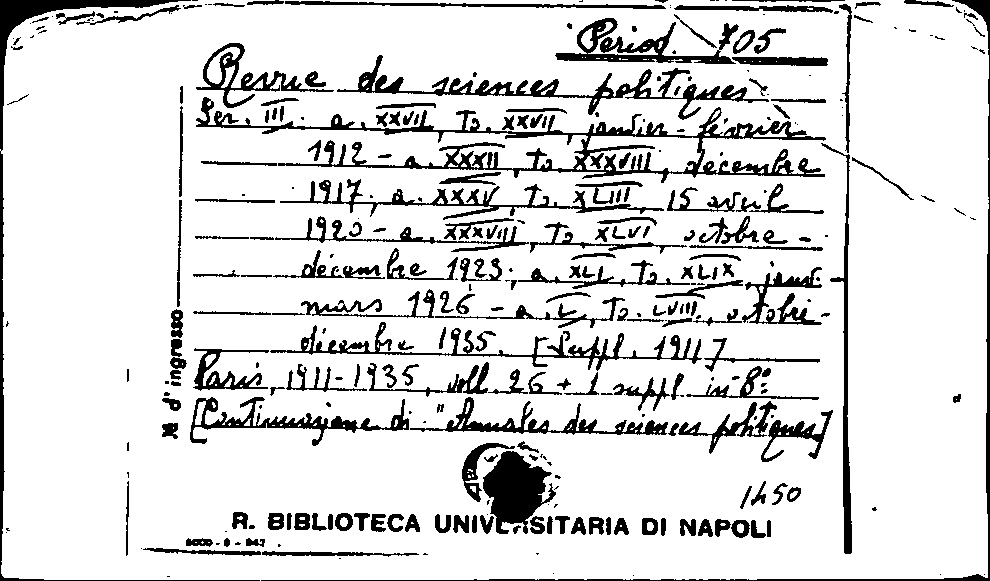 Period. 705
Revue des sciences politiques.
Ser. III. a. XXVII, To. XXVII, janvier - février
1912 - a. XXXII, To. XXXVIII, décembre
1917; a. XXXV, To. XLIII, 15 avril
1920 - a. XXXVIII, To. XLVI, octobre -
décembre 1923; a. XLI, To. XLIX, janv. -
mars 1926 - a. L, To. LVIII, octobre -
décembre 1935. [Suppl. 1911].
Paris, 1911-1935, voll. 26 + 1 suppl. in-8°.
[Continuazione di: "Annales des sciences politiques]
N. d'ingresso
1450
R. BIBLIOTECA UNIVERSITARIA DI NAPOLI